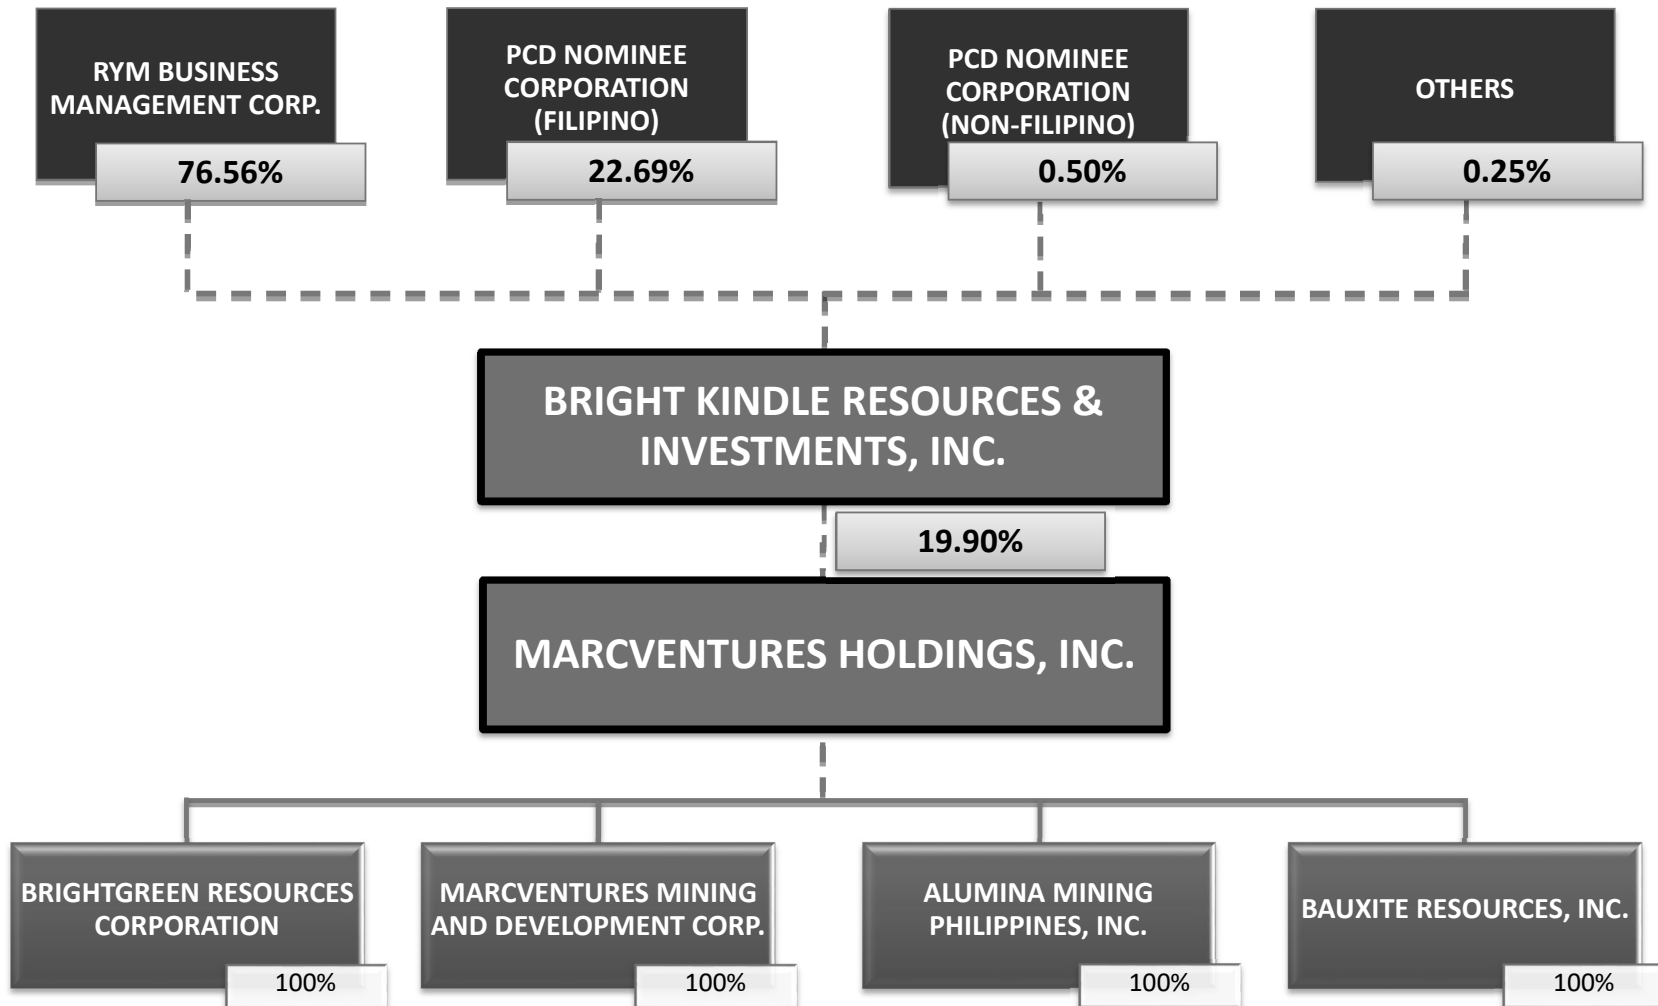 RYM BUSINESS
MANAGEMENT CORP.
76.56%
PCD NOMINEE
CORPORATION
(FILIPINO)
22.69%
PCD NOMINEE
CORPORATION
(NON-FILIPINO)
0.50%
OTHERS
0.25%
BRIGHT KINDLE RESOURCES &
INVESTMENTS, INC.
19.90%
MARCVENTURES HOLDINGS, INC.
BRIGHTGREEN RESOURCES
CORPORATION
100%
MARCVENTURES MINING
AND DEVELOPMENT CORP.
100%
ALUMINA MINING
PHILIPPINES, INC.
100%
BAUXITE RESOURCES, INC.
100%